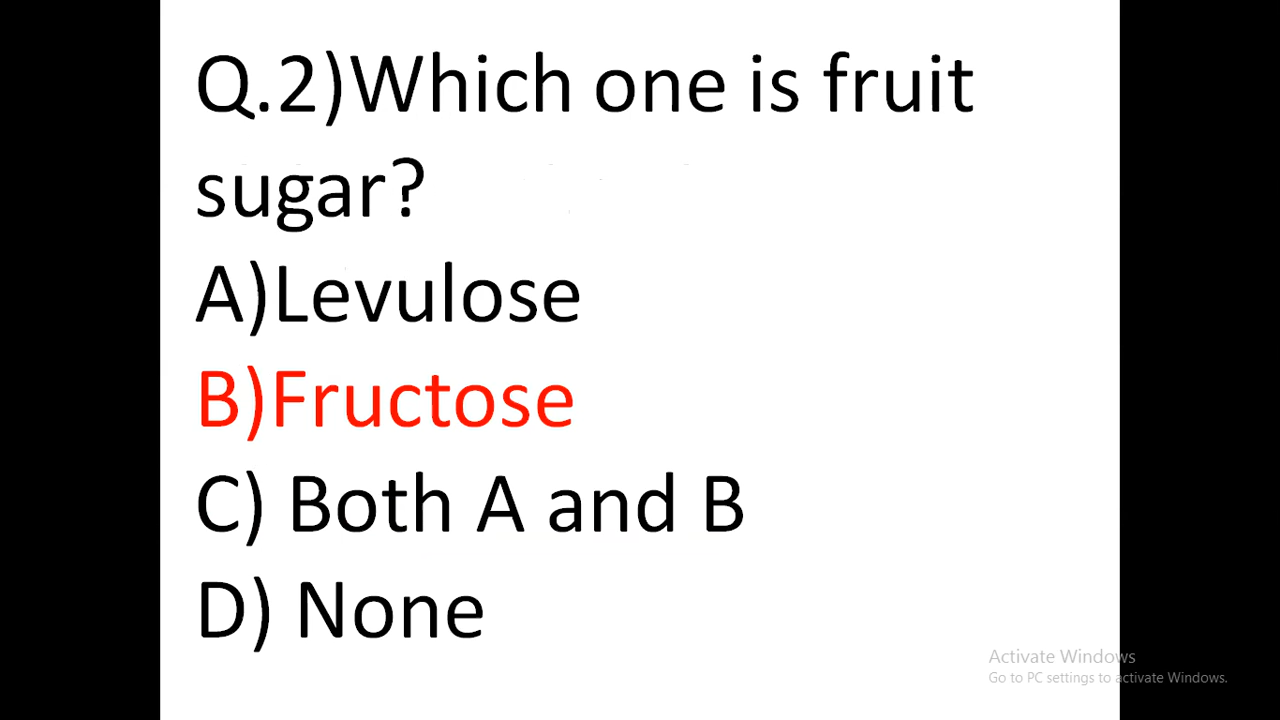 Q.2)Which one is fruit
sugar?
A)Levulose
B)Fructose
C) Both A and B
D) None
Activate Windows
Go to PC settings to activate Windows.